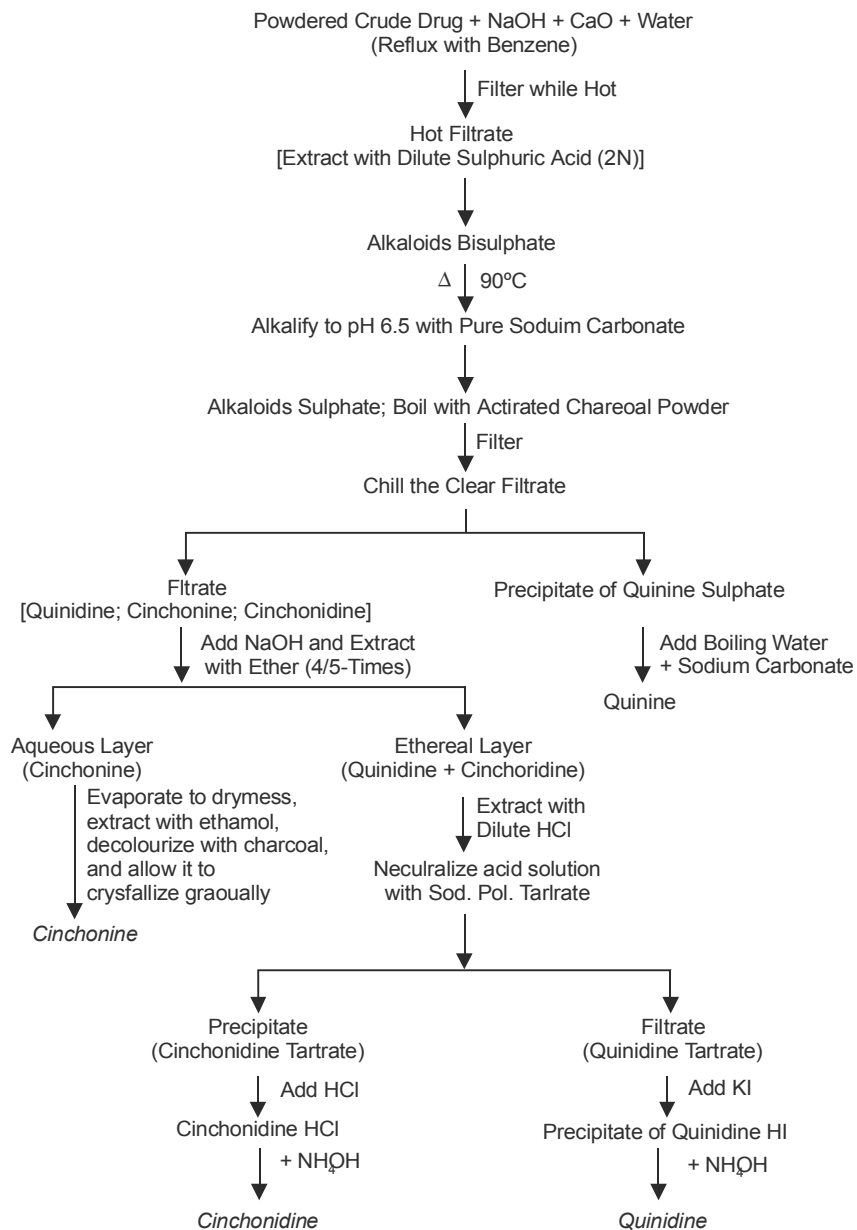 Powdered Crude Drug + NaOH + CaO + Water
(Reflux with Benzene)
Filter while Hot
Hot Filtrate
[Extract with Dilute Sulphuric Acid (2N)]
Alkaloids Bisulphate
Δ 90ºC
Alkalify to pH 6.5 with Pure Soduim Carbonate
Alkaloids Sulphate; Boil with Actirated Chareoal Powder
Filter
Chill the Clear Filtrate
Fltrate
[Quinidine; Cinchonine; Cinchonidine]
Precipitate of Quinine Sulphate
Add NaOH and Extract
with Ether (4/5-Times)
Add Boiling Water
+ Sodium Carbonate
Quinine
Aqueous Layer
(Cinchonine)
Ethereal Layer
(Quinidine + Cinchoridine)
Evaporate to drymess,
extract with ethamol,
decolourize with charcoal,
and allow it to
crysfallize graoually
Cinchonine
Extract with
Dilute HCl
Neculralize acid solution
with Sod. Pol. Tarlrate
Precipitate
(Cinchonidine Tartrate)
Filtrate
(Quinidine Tartrate)
Add HCl
Add KI
Cinchonidine HCl
Precipitate of Quinidine HI
+ NH4OH
+ NH4OH
Cinchonidine
Quinidine